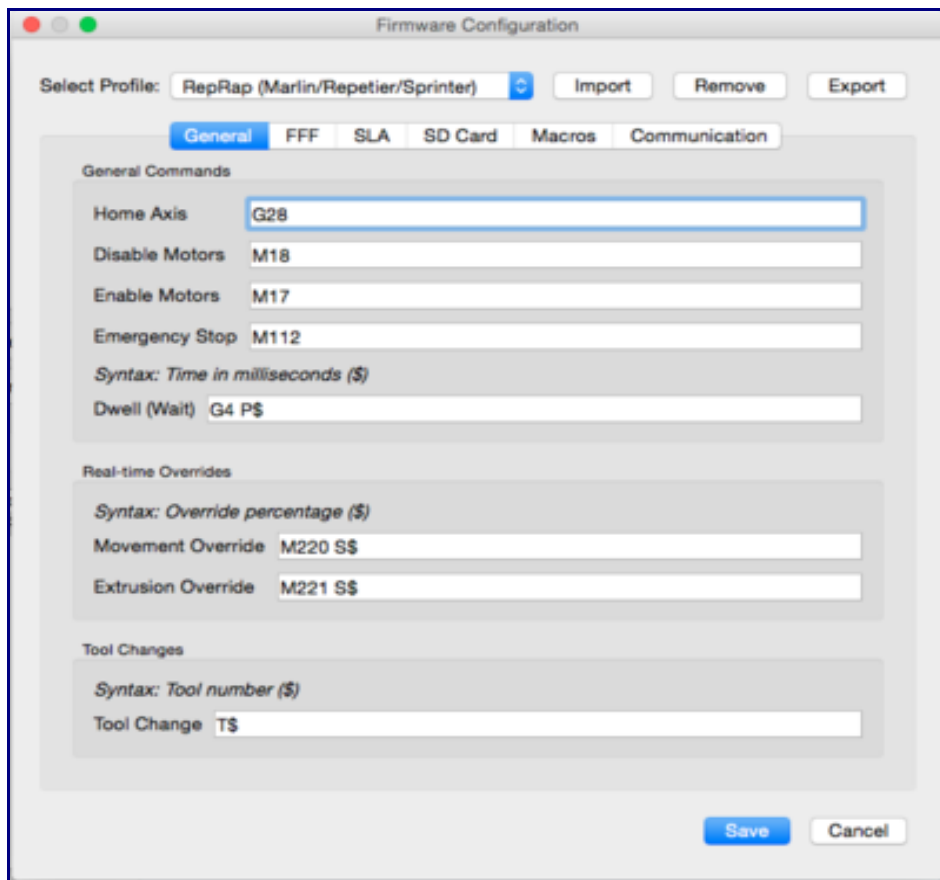 Firmware Configuration
Select Profile: RepRap (Marlin/Repetier/Sprinter) Import Remove Export
General FFF SLA SD Card Macros Communication
General Commands
Home Axis G28
Disable Motors M18
Enable Motors M17
Emergency Stop M112
Syntax: Time in milliseconds ($)
Dwell (Wait) G4 P$
Real-time Overrides
Syntax: Override percentage ($)
Movement Override M220 S$
Extrusion Override M221 S$
Tool Changes
Syntax: Tool number ($)
Tool Change T$
Save Cancel